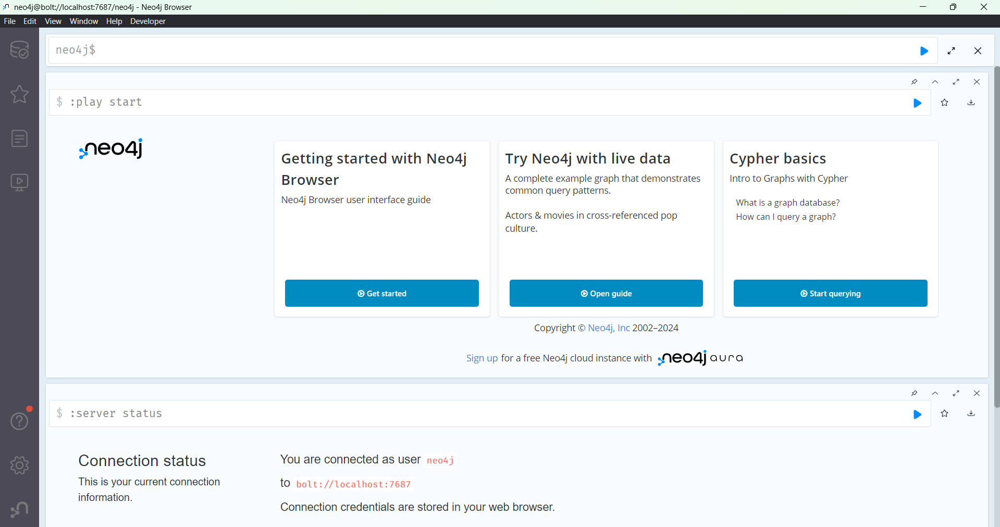 neo4j@bolt://localhost:7687/neo4j - Neo4j Browser
File Edit View Window Help Developer
neo4j$
$ :play start
neo4j
Getting started with Neo4j
Browser
Neo4j Browser user interface guide
Get started
Try Neo4j with live data
A complete example graph that demonstrates
common query patterns.
Actors & movies in cross-referenced pop
culture.
Open guide
Cypher basics
Intro to Graphs with Cypher
What is a graph database?
How can I query a graph?
Start querying
Copyright © Neo4j, Inc 2002–2024
Sign up for a free Neo4j cloud instance with neo4j aura
$ :server status
Connection status
This is your current connection
information.
You are connected as user neo4j
to bolt://localhost:7687
Connection credentials are stored in your web browser.